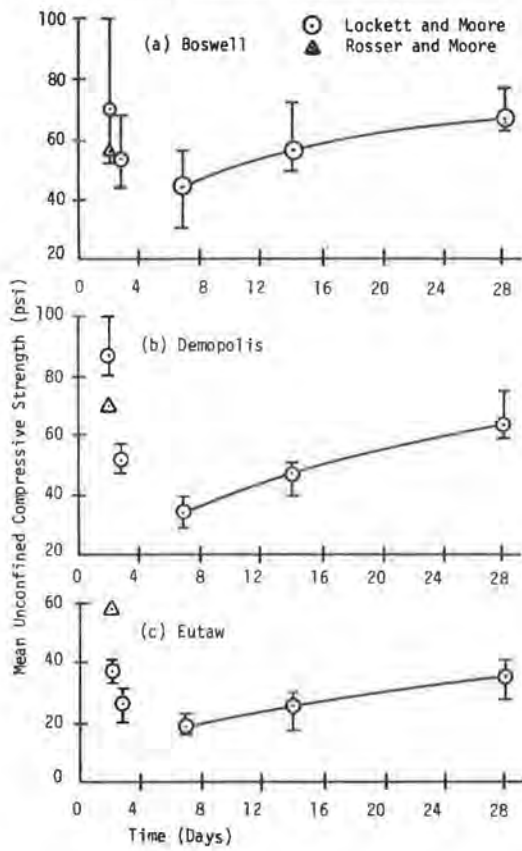 100
80
60
40
20
(a) Boswell
Lockett and Moore
Rosser and Moore
0 4 8 12 16 20 24 28
100
80
60
40
20
(b) Demopolis
0 4 8 12 16 20 24 28
60
40
20
0
(c) Eutaw
0 4 8 12 16 20 24 28
Time (Days)
Mean Unconfined Compressive Strength (psi)